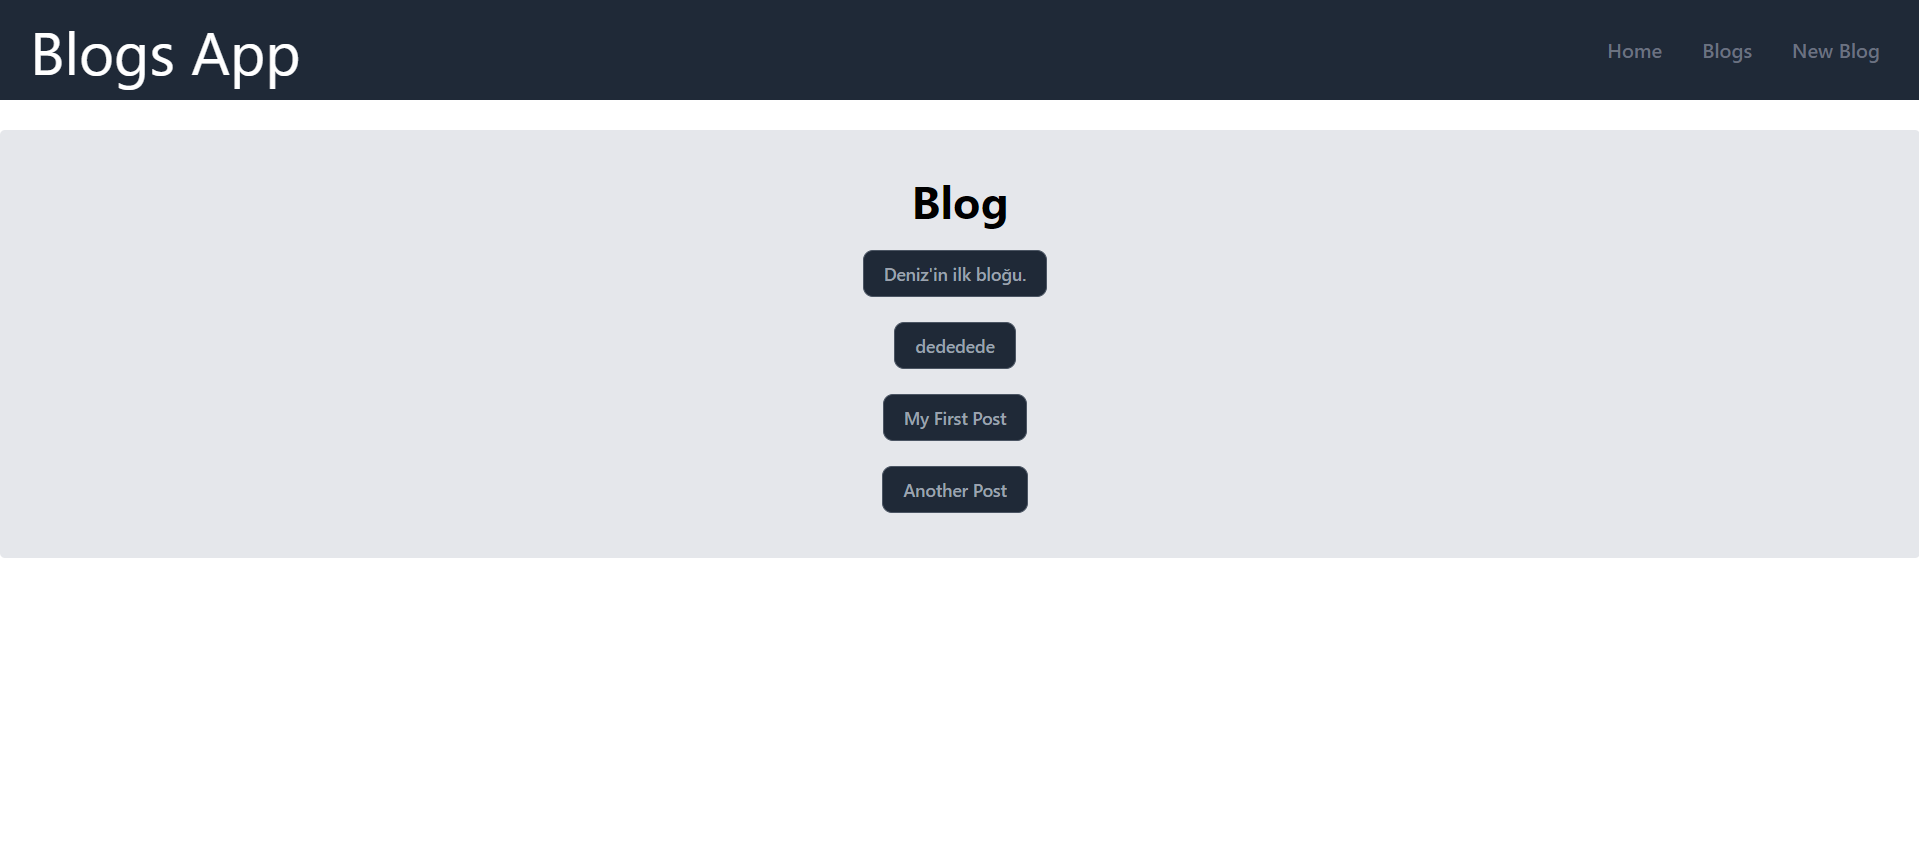 Blogs App
Home
Blogs
New Blog
Blog
Deniz'in ilk bloğu.
dededede
My First Post
Another Post